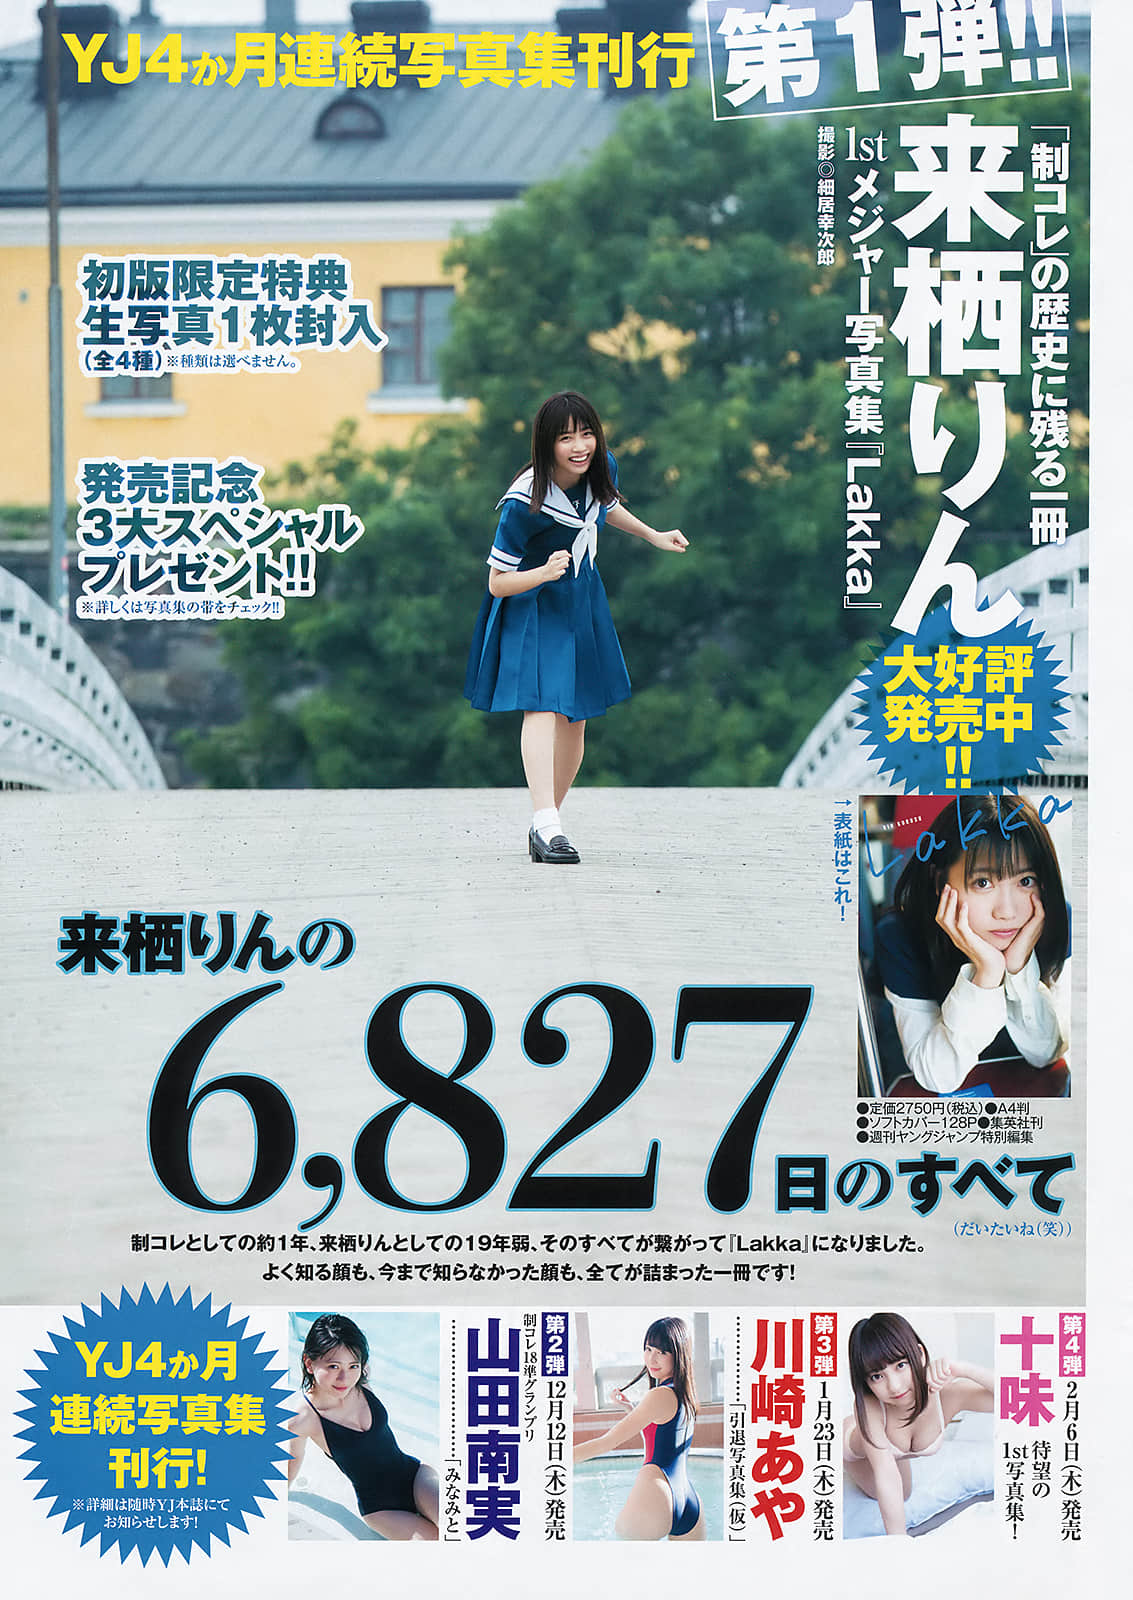 YJ4か月連続写真集刊行
第1弾!!
「制コレ」の歴史に残る一冊
来栖りん
1stメジャー写真集『Lakka』
撮影◎細居幸次郎
大好評
発売中
!!
初版限定特典
生写真1枚封入
(全4種)※種類は選べません。
発売記念
3大スペシャル
プレゼント!!
※詳しくは写真集の帯をチェック!!
→表紙はこれ!
RIN KURUSU
Lakka
●定価2750円(税込)●A4判
●ソフトカバー128P●集英社刊
●週刊ヤングジャンプ特別編集
来栖りんの
6,827日のすべて
(だいたいね(笑))
制コレとしての約1年、来栖りんとしての19年弱、そのすべてが繋がって『Lakka』になりました。
よく知る顔も、今まで知らなかった顔も、全てが詰まった一冊です!
YJ4か月
連続写真集
刊行!
※詳細は随時YJ本誌にて
お知らせします!
第2弾 12月12日(木)発売
制コレ18準グランプリ
山田南実
………「みなみと」
第3弾 1月23日(木)発売
川崎あや
………「引退写真集(仮)」
第4弾 2月6日(木)発売
十味
待望の
1st写真集!